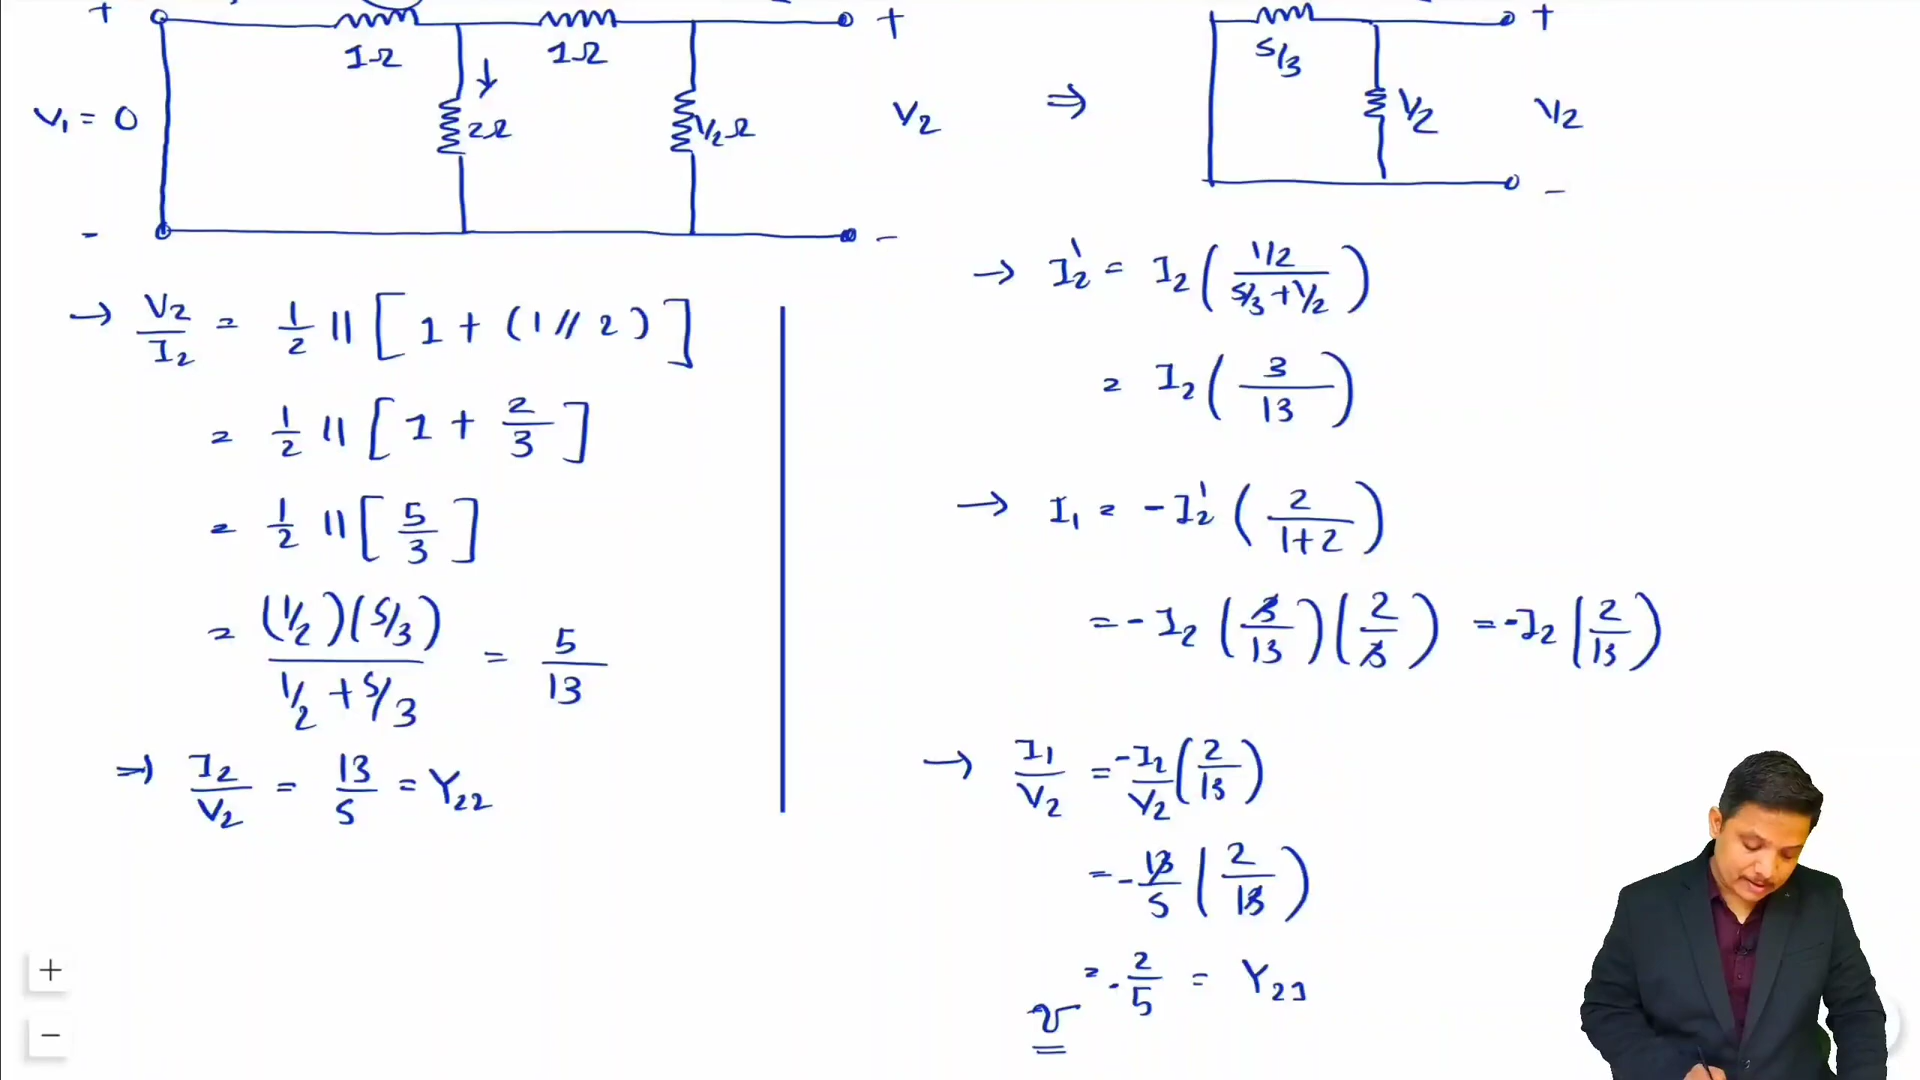 + 1Ω 1Ω +
V₁ = 0 2Ω 1/2Ω V₂
- -
⇒
5/3 +
1/2 V₂
-
→ V₂/I₂ = 1/2 || [1 + (1 // 2)]
= 1/2 || [1 + 2/3]
= 1/2 || [5/3]
= (1/2)(5/3) / (1/2 + 5/3) = 5/13
⇒ I₂/V₂ = 13/5 = Y₂₂
→ I₂' = I₂ ( 1/2 / (5/3 + 1/2) )
= I₂ ( 3/13 )
→ I₁ = -I₂' ( 2/(1+2) )
= -I₂ (3/13)(2/3) = -I₂ (2/13)
→ I₁/V₂ = -I₂/V₂ (2/13)
= -13/5 (2/13)
= -2/5 = Y₂₁
+
-